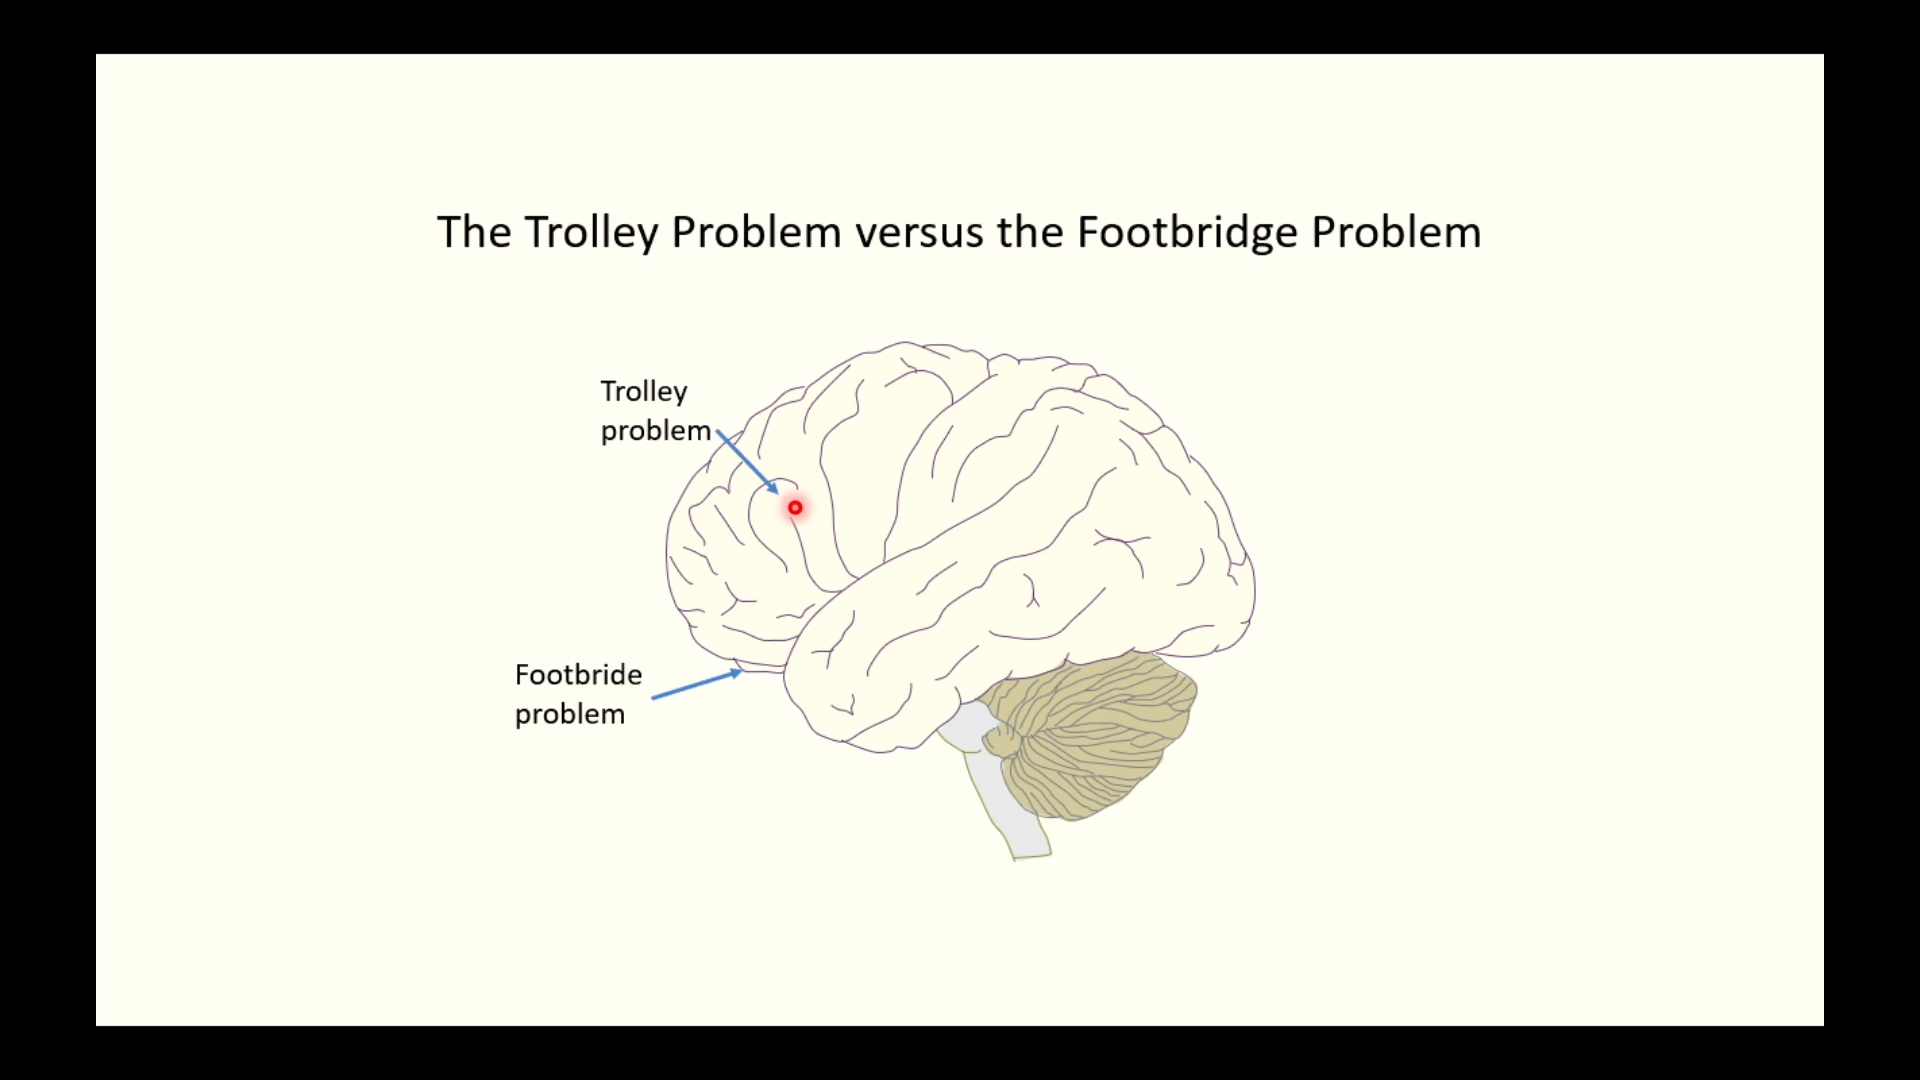 The Trolley Problem versus the Footbridge Problem
Trolley
problem
Footbride
problem